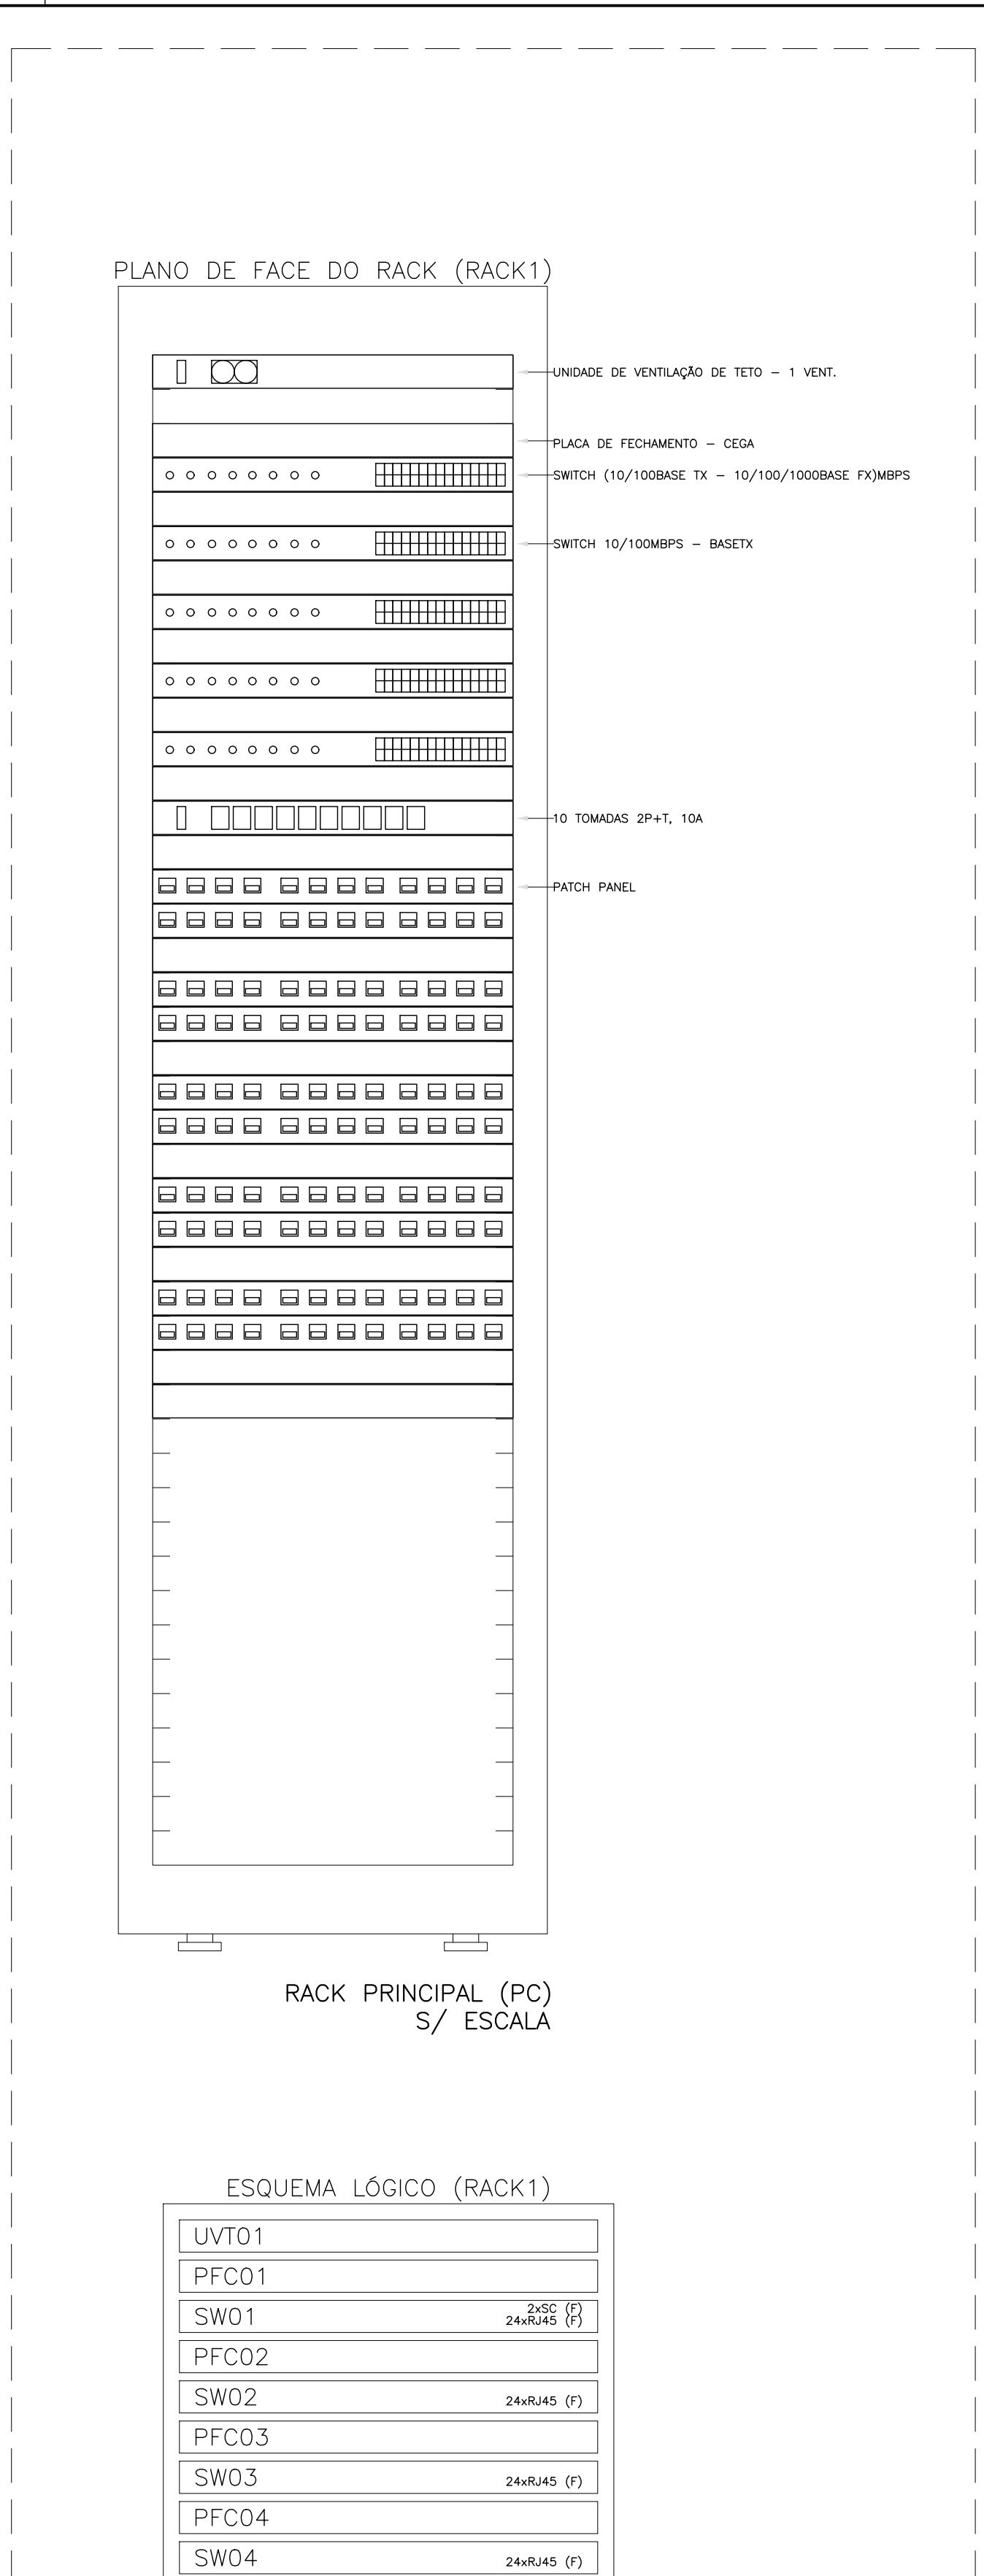 PLANO DE FACE DO RACK (RACK1)
UNIDADE DE VENTILAÇÃO DE TETO – 1 VENT.
PLACA DE FECHAMENTO – CEGA
SWITCH (10/100BASE TX – 10/100/1000BASE FX)MBPS
SWITCH 10/100MBPS – BASETX
10 TOMADAS 2P+T, 10A
PATCH PANEL
RACK PRINCIPAL (PC)
S/ ESCALA
ESQUEMA LÓGICO (RACK1)
UVT01
PFC01
SW01
2xSC (F)
24xRJ45 (F)
PFC02
SW02 24xRJ45 (F)
PFC03
SW03 24xRJ45 (F)
PFC04
SW04 24xRJ45 (F)